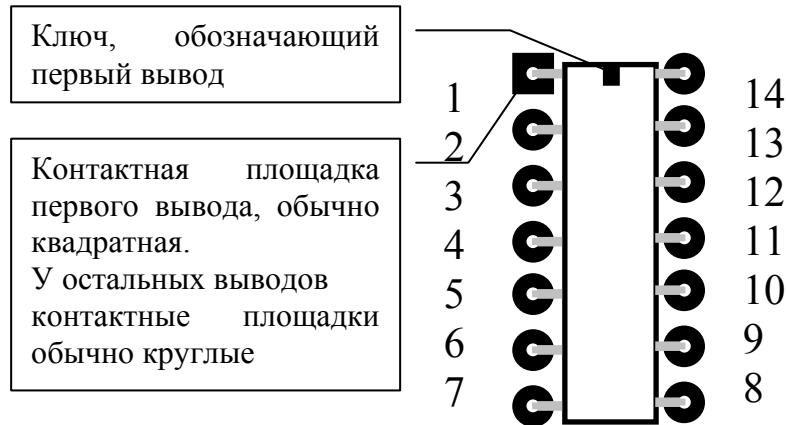 Ключ, обозначающий
первый вывод
Контактная площадка
первого вывода, обычно
квадратная.
У остальных выводов
контактные площадки
обычно круглые
1
2
3
4
5
6
7
14
13
12
11
10
9
8